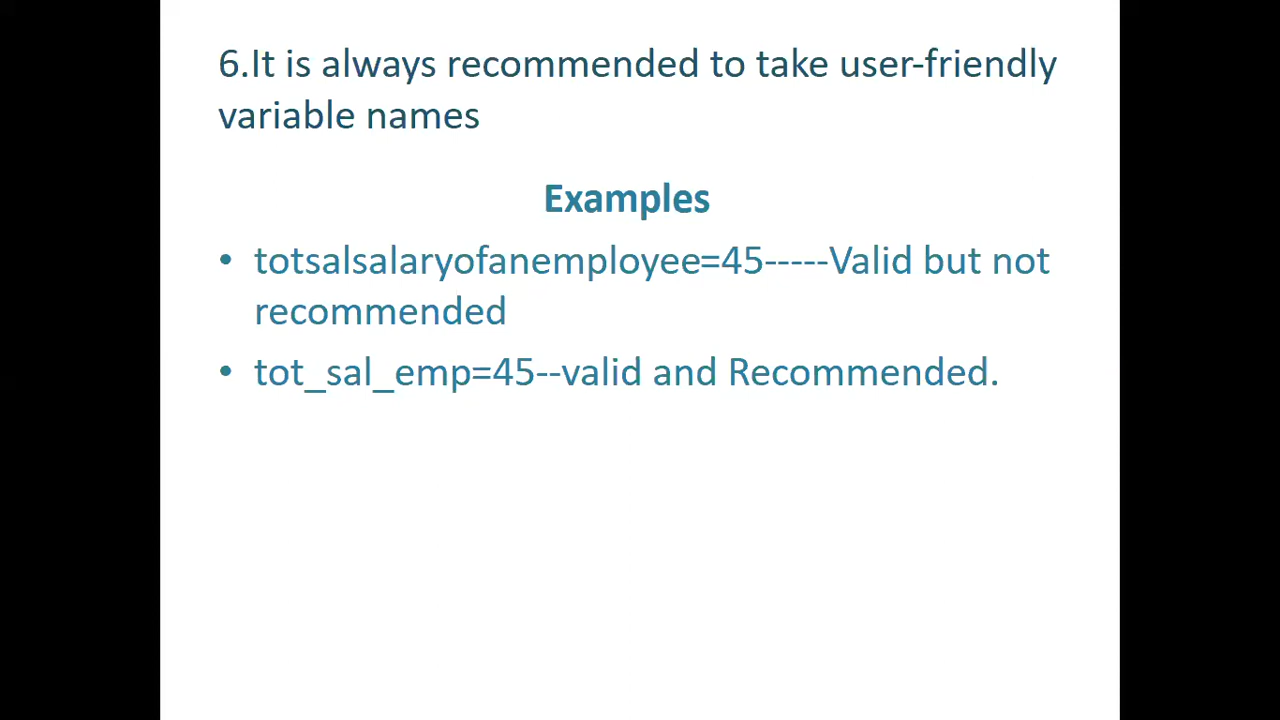 6.It is always recommended to take user-friendly
variable names
Examples
• totsalsalaryofanemployee=45-----Valid but not
recommended
• tot_sal_emp=45--valid and Recommended.